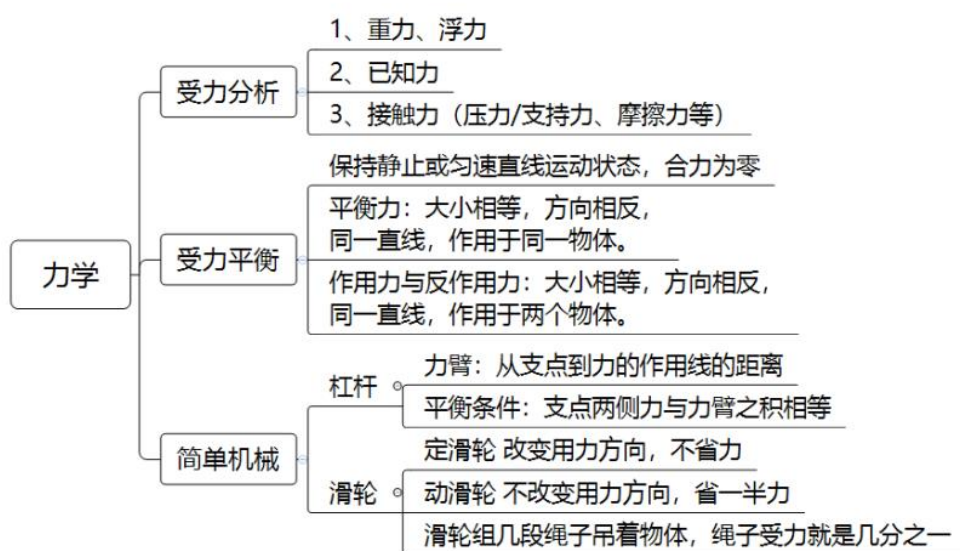 力学
受力分析
1、重力、浮力
2、已知力
3、接触力（压力/支持力、摩擦力等）
受力平衡
保持静止或匀速直线运动状态，合力为零
平衡力：大小相等，方向相反，
同一直线，作用于同一物体。
作用力与反作用力：大小相等，方向相反，
同一直线，作用于两个物体。
简单机械
杠杆
力臂：从支点到力的作用线的距离
平衡条件：支点两侧力与力臂之积相等
滑轮
定滑轮 改变用力方向，不省力
动滑轮 不改变用力方向，省一半力
滑轮组几段绳子吊着物体，绳子受力就是几分之一